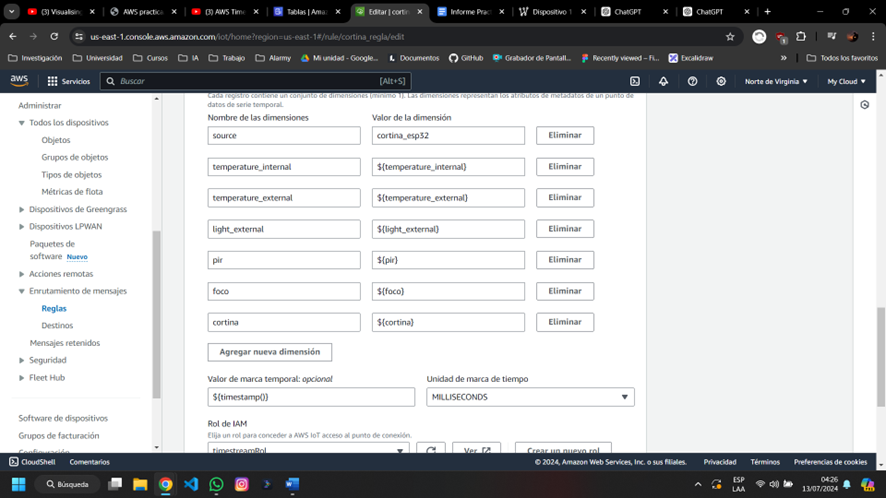 (3) Visualising
AWS practica
(3) AWS Time
Tablas | Amaz
Editar | cortin
Informe Prac
Dispositivo 1
ChatGPT
ChatGPT
us-east-1.console.aws.amazon.com/iot/home?region=us-east-1#/rule/cortina_regla/edit
Investigación
Universidad
Cursos
IA
Trabajo
Alarmy
Mi unidad - Google...
Documentos
GitHub
Grabador de Pantall...
Recently viewed – Fi...
Excalidraw
Todos los favoritos
aws
Servicios
Buscar
[Alt+S]
Norte de Virginia
My Cloud
Administrar
Todos los dispositivos
Objetos
Grupos de objetos
Tipos de objetos
Métricas de flota
Dispositivos de Greengrass
Dispositivos LPWAN
Paquetes de
software Nuevo
Acciones remotas
Enrutamiento de mensajes
Reglas
Destinos
Mensajes retenidos
Seguridad
Fleet Hub
Software de dispositivos
Grupos de facturación
Configuración
Cada registro contiene un conjunto de dimensiones (mínimo 1). Las dimensiones representan los atributos de metadatos de un punto de
datos de serie temporal.
Nombre de las dimensiones
Valor de la dimensión
source
cortina_esp32
Eliminar
temperature_internal
${temperature_internal}
Eliminar
temperature_external
${temperature_external}
Eliminar
light_external
${light_external}
Eliminar
pir
${pir}
Eliminar
foco
${foco}
Eliminar
cortina
${cortina}
Eliminar
Agregar nueva dimensión
Valor de marca temporal: opcional
Unidad de marca de tiempo
${timestamp()}
MILLISECONDS
Rol de IAM
Elija un rol para conceder a AWS IoT acceso al punto de conexión.
timestreamRol
Ver
Crear un nuevo rol
CloudShell
Comentarios
© 2024, Amazon Web Services, Inc. o sus filiales.
Privacidad
Términos
Preferencias de cookies
Búsqueda
ESP
LAA
04:26
13/07/2024